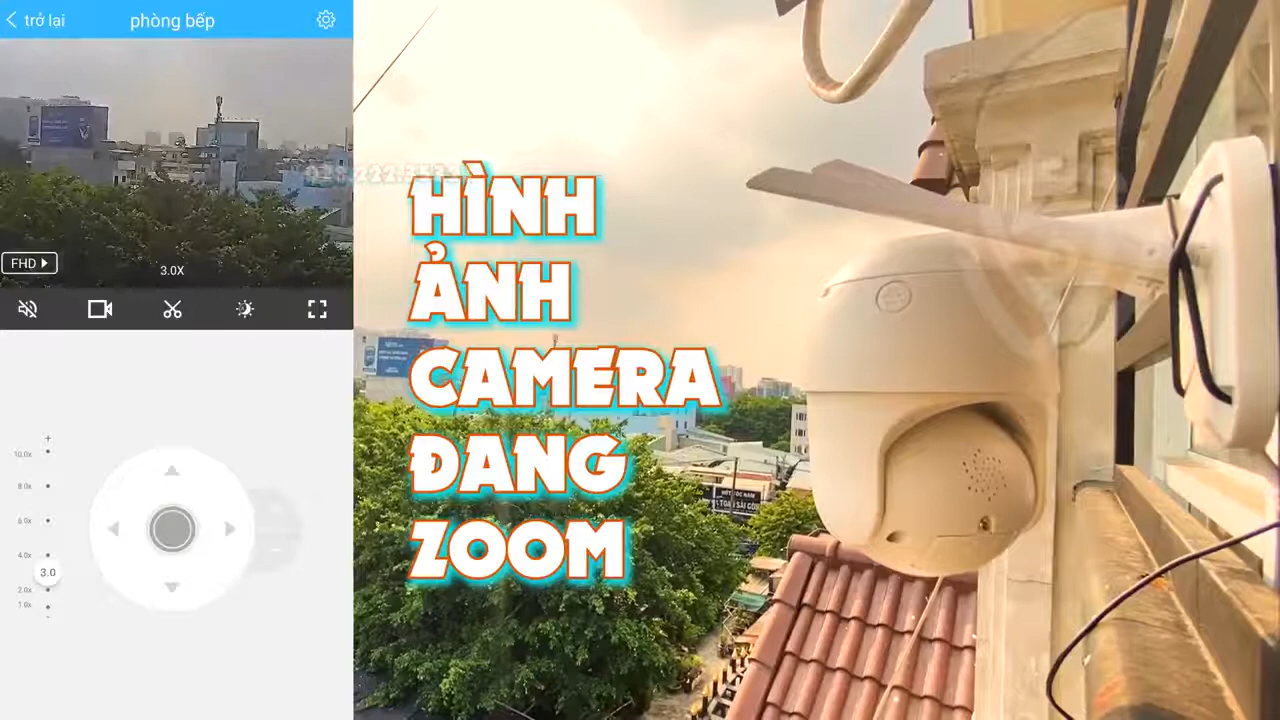 trở lại
phòng bếp
FHD
3.0X
10.0x
8.0x
6.0x
4.0x
3.0
2.0x
1.0x
HÌNH
ẢNH
CAMERA
ĐANG
ZOOM